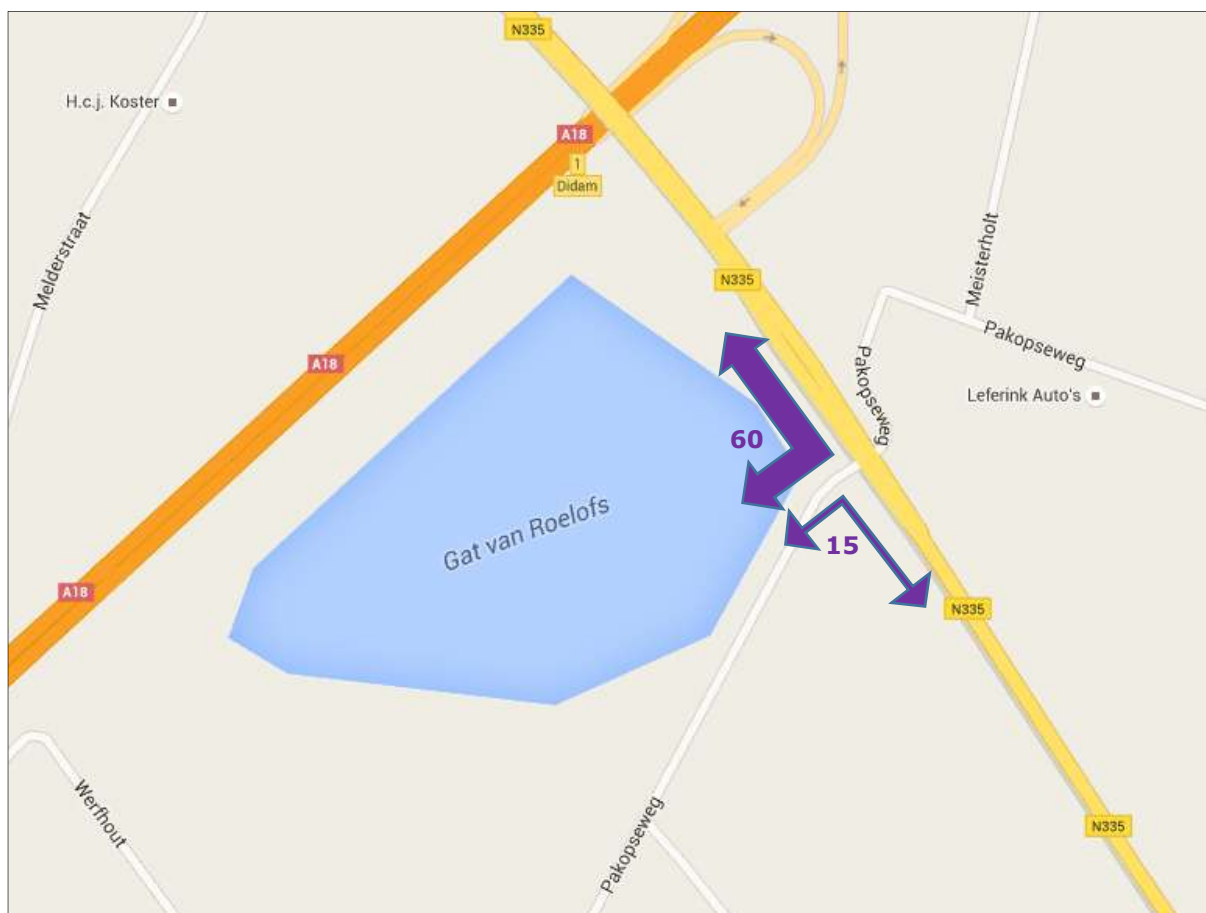 N335
H.c.j. Koster
A18
1
Didam
Melderstraat
Meisterholt
N335
Pakopseweg
A18
Pakopseweg
Leferink Auto's
60
Gat van Roelofs
15
A18
N335
Werfhout
Pakopseweg
N335